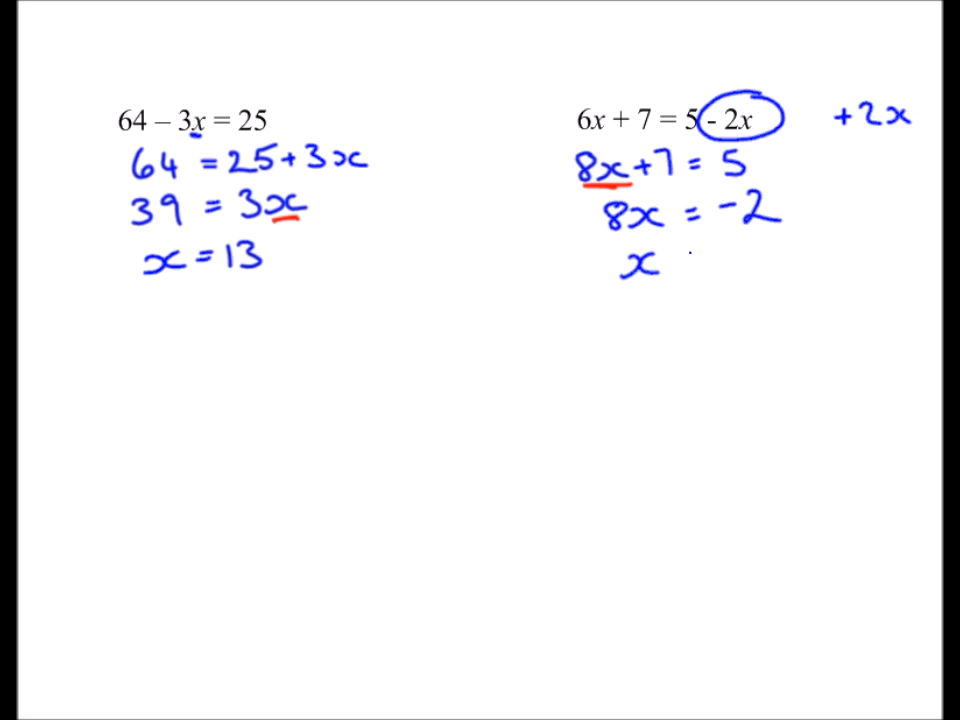 64 – 3x = 25
64 = 25 + 3x
39 = 3x
x = 13
6x + 7 = 5 - 2x
+2x
8x + 7 = 5
8x = -2
x